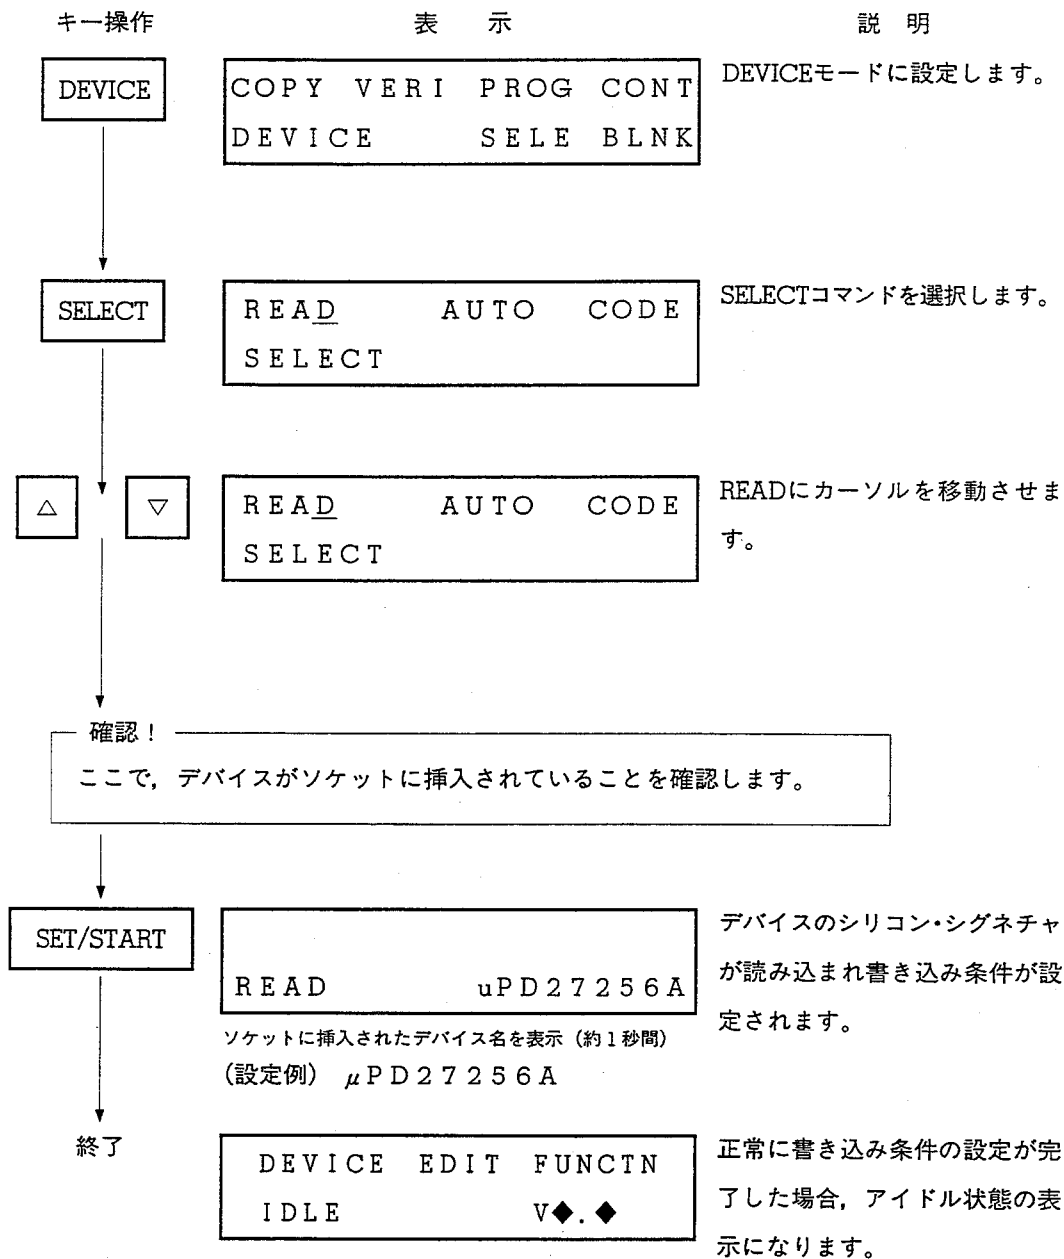 キー操作 表 示 説 明
DEVICE
COPY VERI PROG CONT
DEVICE SELE BLNK
DEVICEモードに設定します。
SELECT
READ AUTO CODE
SELECT
SELECTコマンドを選択します。
△ ▽
READ AUTO CODE
SELECT
READにカーソルを移動させま
す。
確認!
ここで,デバイスがソケットに挿入されていることを確認します。
SET/START
READ uPD27256A
ソケットに挿入されたデバイス名を表示(約1秒間)
(設定例) μPD27256A
デバイスのシリコン・シグネチャ
が読み込まれ書き込み条件が設
定されます。
終了
DEVICE EDIT FUNCTN
IDLE V◆.◆
正常に書き込み条件の設定が完
了した場合,アイドル状態の表
示になります。